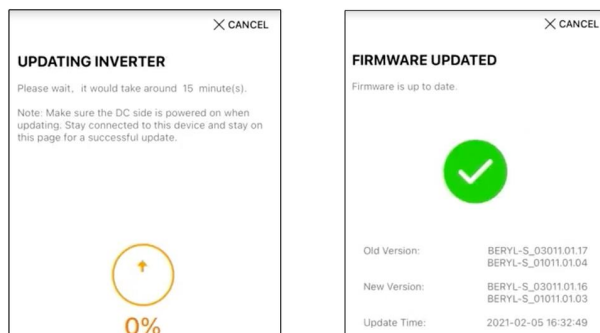 CANCEL
UPDATING INVERTER
Please wait, it would take around 15 minute(s).
Note: Make sure the DC side is powered on when
updating. Stay connected to this device and stay on
this page for a successful update.
0%
CANCEL
FIRMWARE UPDATED
Firmware is up to date.
Old Version: BERYL-S_03011.01.17
BERYL-S_01011.01.04
New Version: BERYL-S_03011.01.16
BERYL-S_01011.01.03
Update Time: 2021-02-05 16:32:49